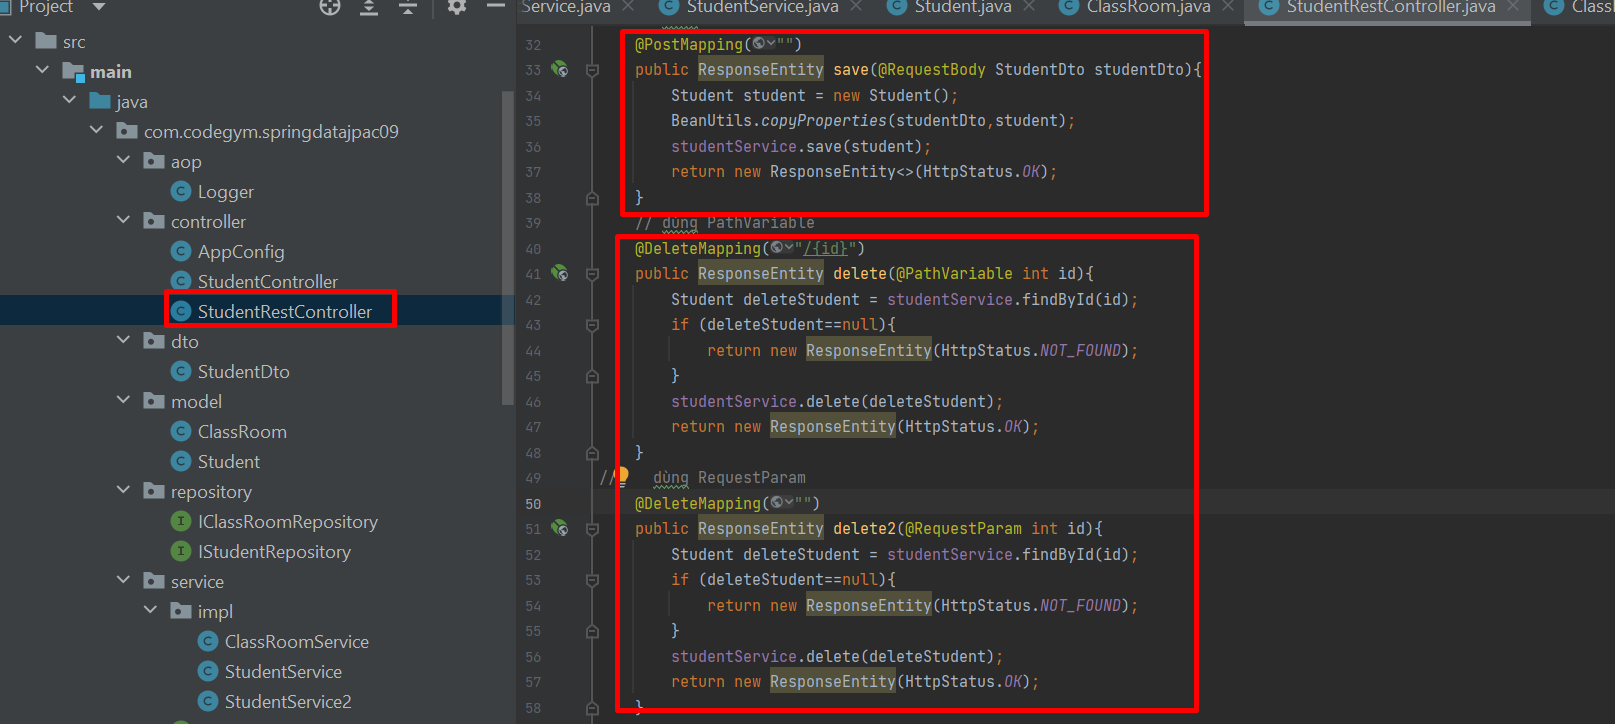 Project
src
main
java
com.codegym.springdatajpac09
aop
Logger
controller
AppConfig
StudentController
StudentRestController
dto
StudentDto
model
ClassRoom
Student
repository
IClassRoomRepository
IStudentRepository
service
impl
ClassRoomService
StudentService
StudentService2
Service.java
StudentService.java
Student.java
ClassRoom.java
StudentRestController.java
Class
32 @PostMapping("")
33 public ResponseEntity save(@RequestBody StudentDto studentDto){
34 Student student = new Student();
35 BeanUtils.copyProperties(studentDto,student);
36 studentService.save(student);
37 return new ResponseEntity<>(HttpStatus.OK);
38 }
39 // dùng PathVariable
40 @DeleteMapping("/{id}")
41 public ResponseEntity delete(@PathVariable int id){
42 Student deleteStudent = studentService.findById(id);
43 if (deleteStudent==null){
44 return new ResponseEntity(HttpStatus.NOT_FOUND);
45 }
46 studentService.delete(deleteStudent);
47 return new ResponseEntity(HttpStatus.OK);
48 }
49 // dùng RequestParam
50 @DeleteMapping("")
51 public ResponseEntity delete2(@RequestParam int id){
52 Student deleteStudent = studentService.findById(id);
53 if (deleteStudent==null){
54 return new ResponseEntity(HttpStatus.NOT_FOUND);
55 }
56 studentService.delete(deleteStudent);
57 return new ResponseEntity(HttpStatus.OK);
58 }